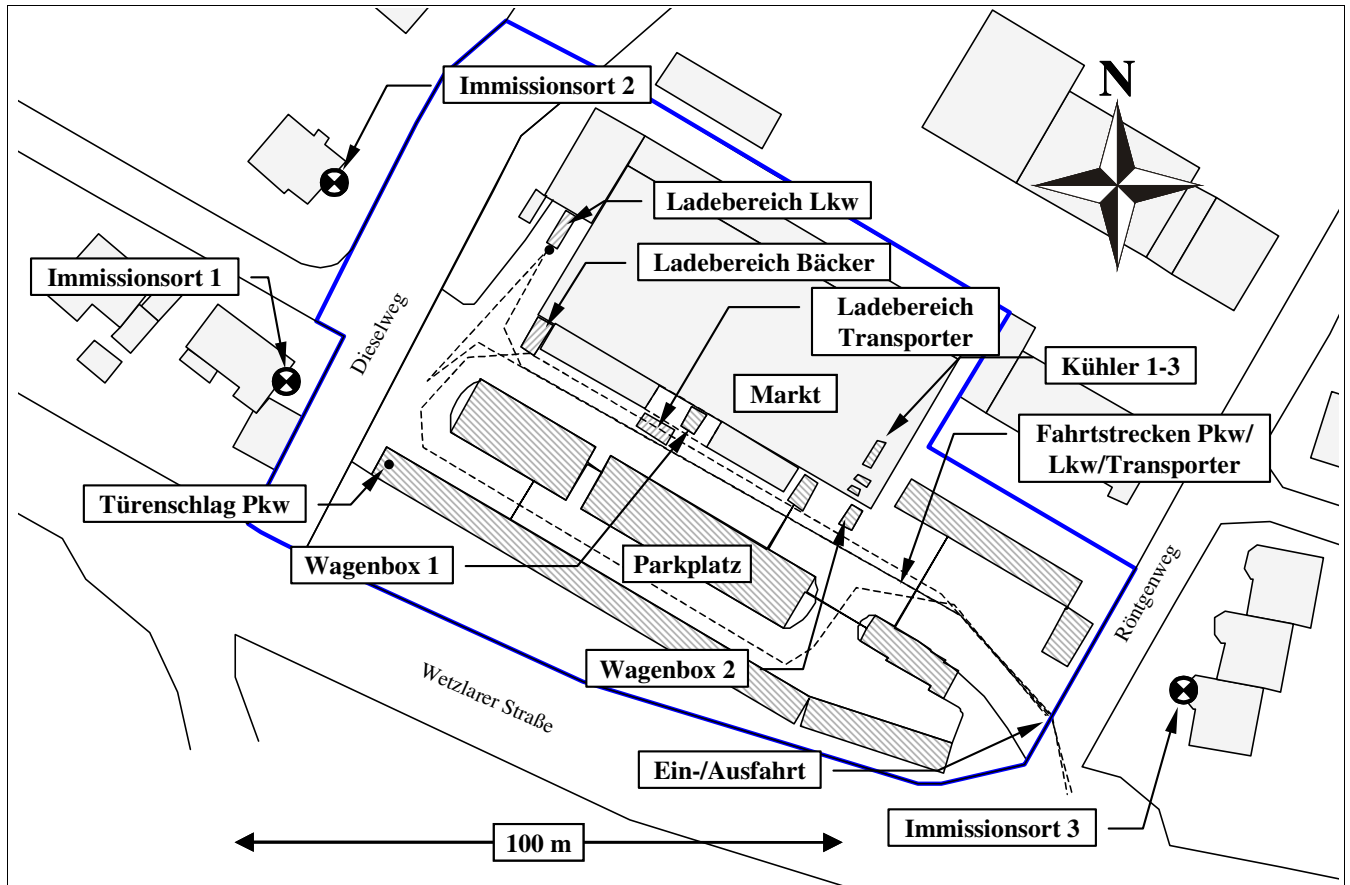 N
Immissionsort 2
Ladebereich Lkw
Ladebereich Bäcker
Immissionsort 1
Ladebereich
Transporter
Kühler 1-3
Dieselweg
Markt
Fahrtstrecken Pkw/
Lkw/Transporter
Türenschlag Pkw
Wagenbox 1
Parkplatz
Röntgenweg
Wagenbox 2
Wetzlarer Straße
Ein-/Ausfahrt
Immissionsort 3
100 m